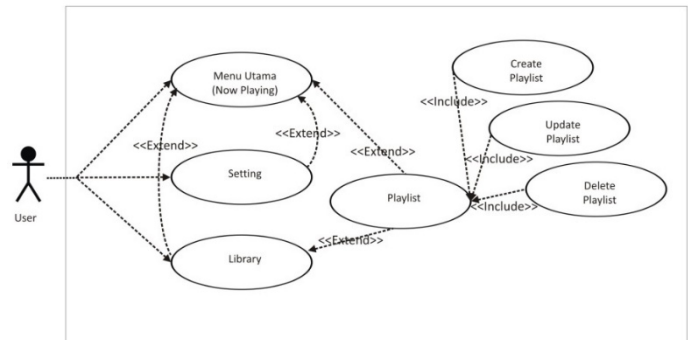 Menu Utama
(Now Playing)
Create
Playlist
<<Include>>
Update
Playlist
<<Extend>>
<<Extend>>
<<Extend>>
<<Include>>
Setting
Playlist
Delete
Playlist
<<Include>>
User
<<Extend>>
Library